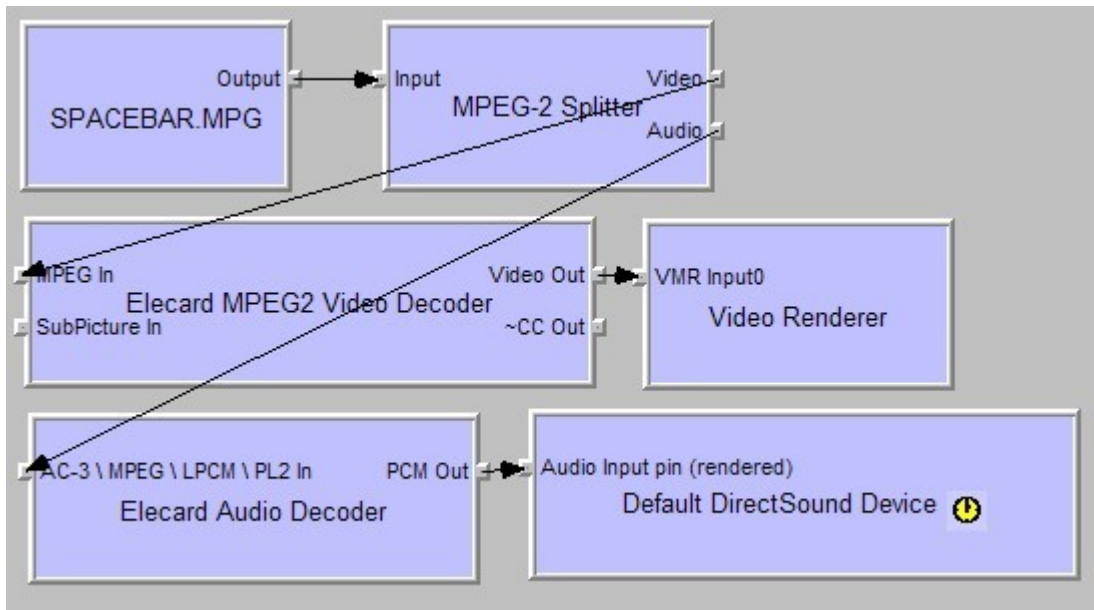 Output
SPACEBAR.MPG
Input
Video
MPEG-2 Splitter
Audio
MPEG In
Video Out
Elecard MPEG2 Video Decoder
SubPicture In
~CC Out
VMR Input0
Video Renderer
AC-3 \ MPEG \ LPCM \ PL2 In
PCM Out
Elecard Audio Decoder
Audio Input pin (rendered)
Default DirectSound Device